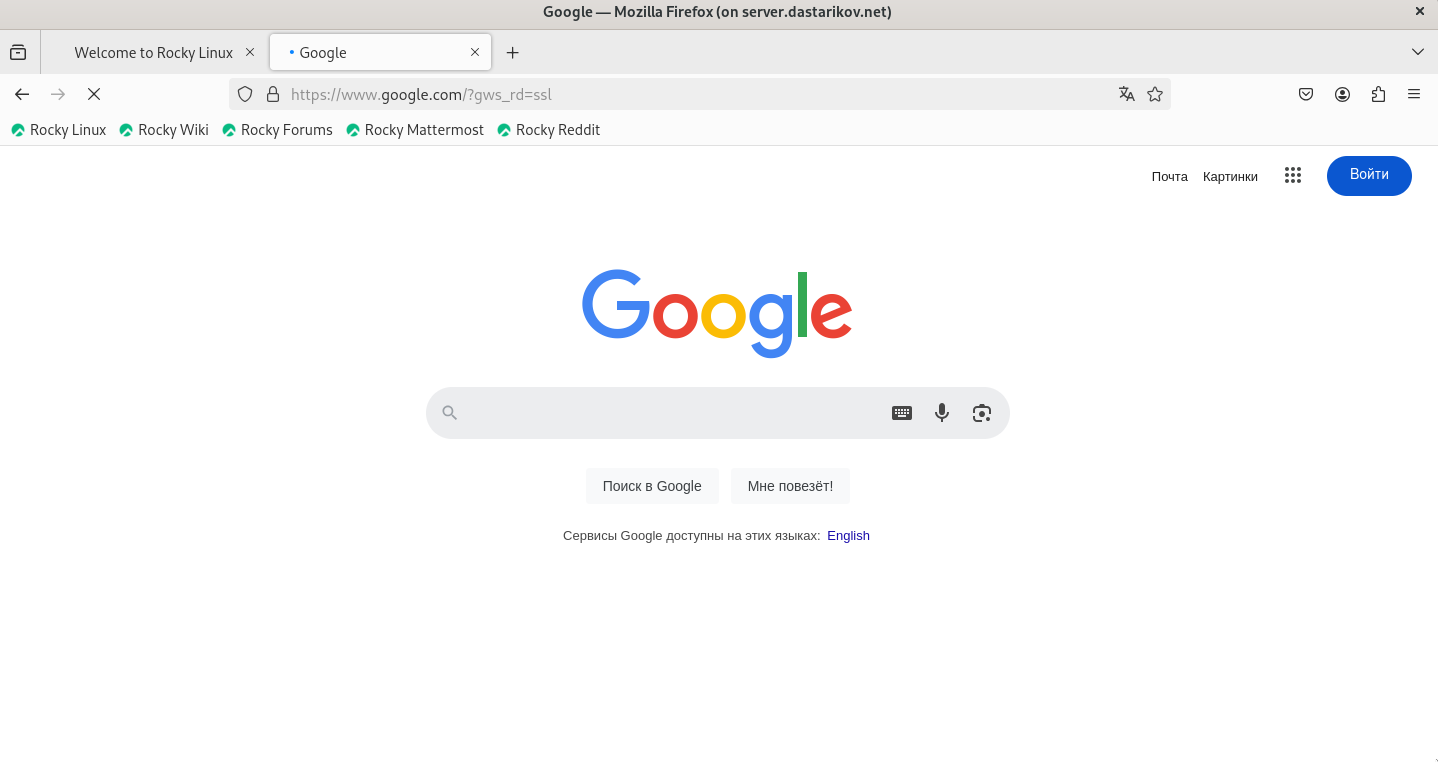 Google — Mozilla Firefox (on server.dastarikov.net)
Welcome to Rocky Linux
Google
https://www.google.com/?gws_rd=ssl
Rocky Linux Rocky Wiki Rocky Forums Rocky Mattermost Rocky Reddit
Почта Картинки Войти
Google
Поиск в Google Мне повезёт!
Сервисы Google доступны на этих языках: English